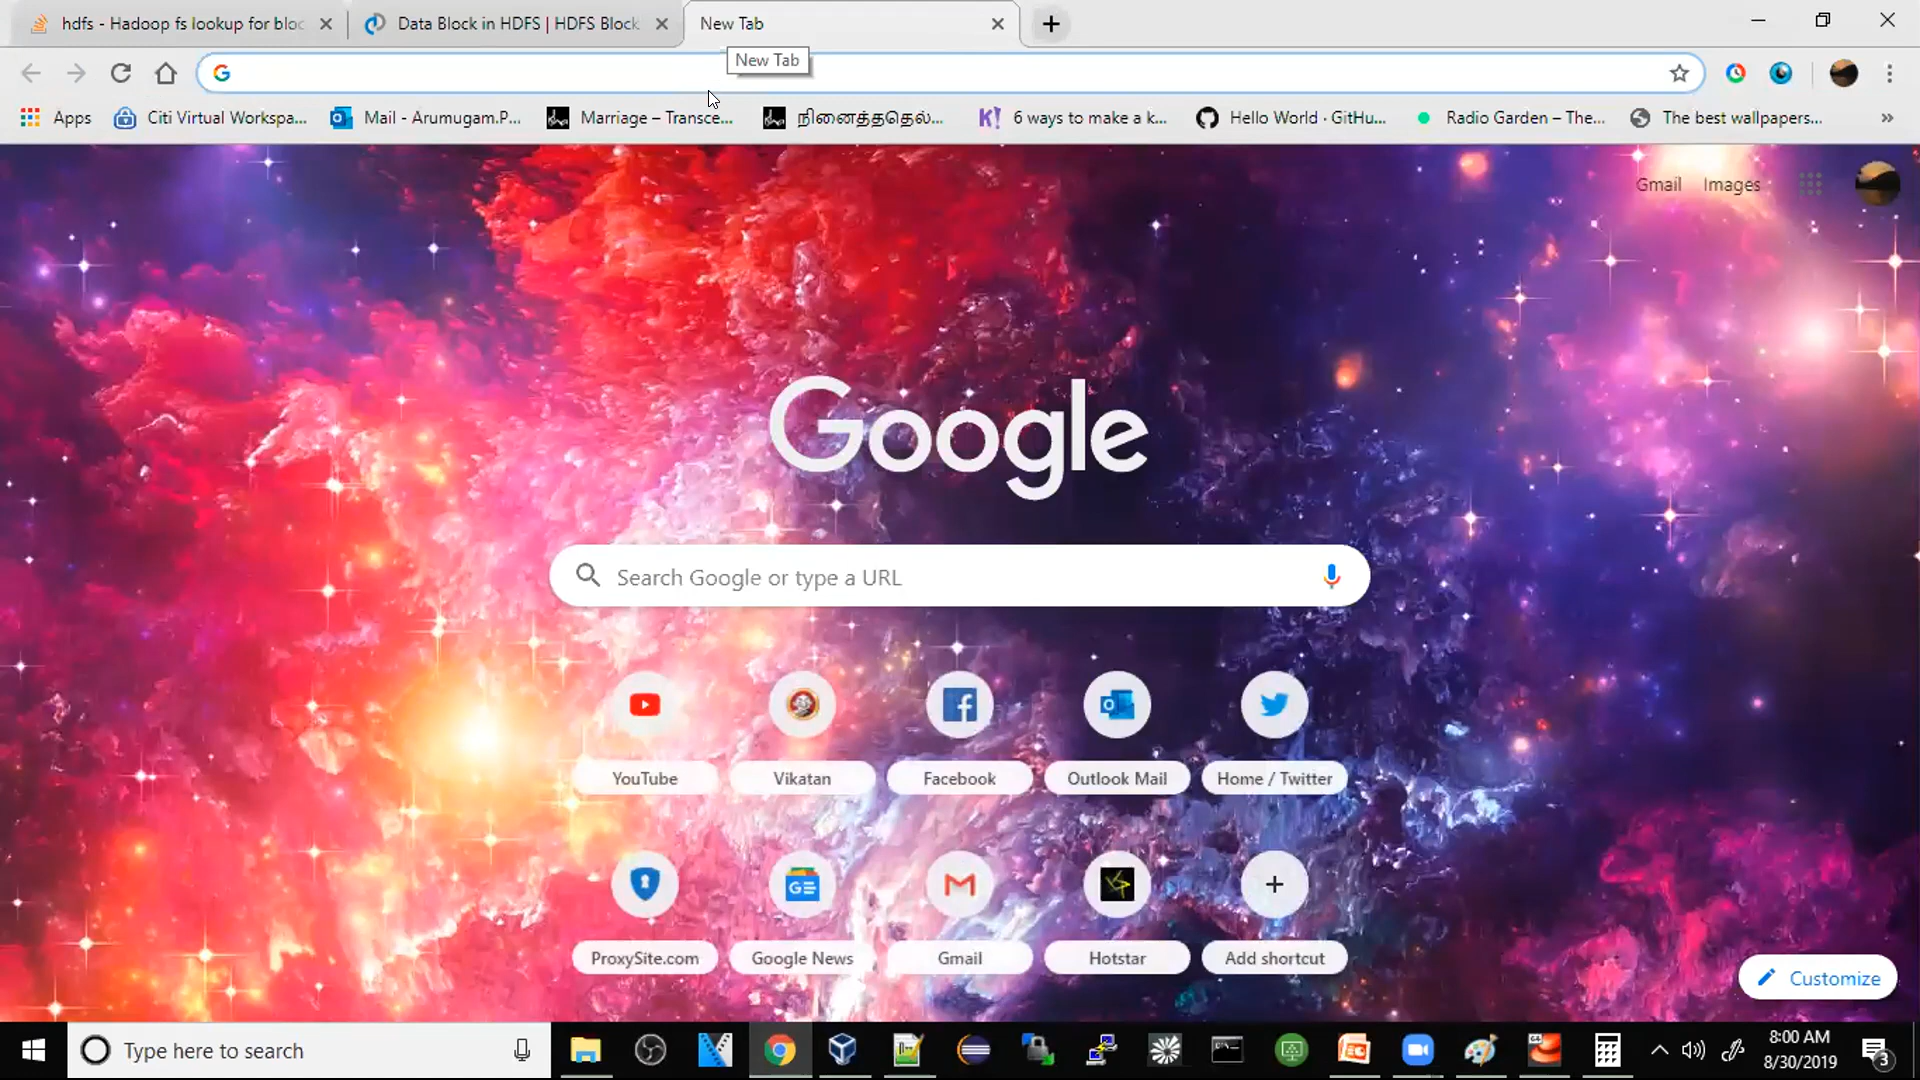 hdfs - Hadoop fs lookup for bloc
Data Block in HDFS | HDFS Block
New Tab
New Tab
Apps
Citi Virtual Workspa...
Mail - Arumugam.P...
Marriage – Transce...
நினைத்ததெல்...
6 ways to make a k...
Hello World · GitHu...
Radio Garden – The...
The best wallpapers...
Gmail
Images
Google
Search Google or type a URL
YouTube
Vikatan
Facebook
Outlook Mail
Home / Twitter
ProxySite.com
Google News
Gmail
Hotstar
Add shortcut
Customize
Type here to search
8:00 AM
8/30/2019
3